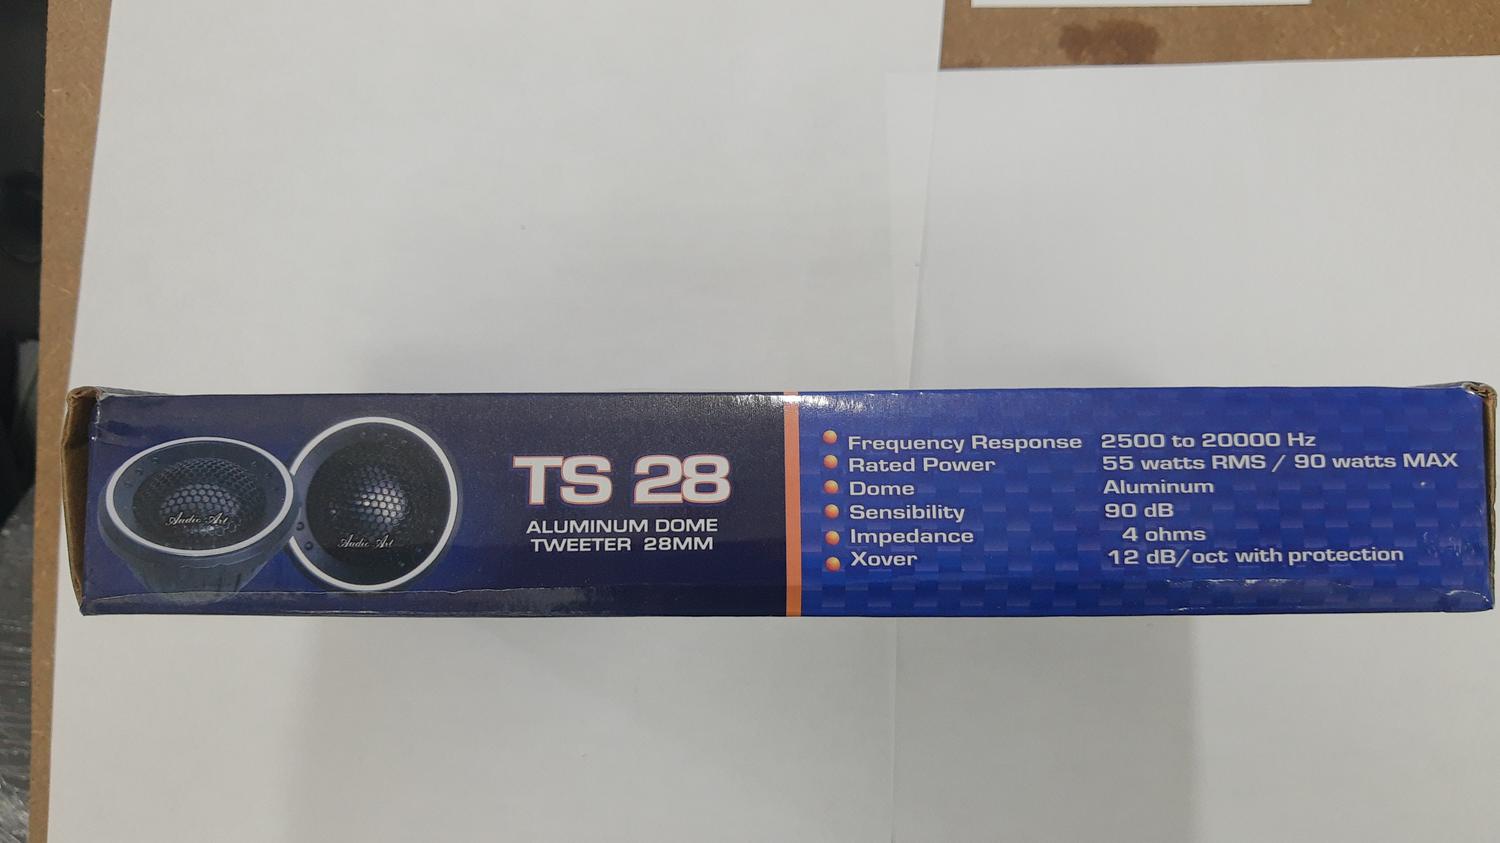 Audio Art
Audio Art
TS 28
ALUMINUM DOME
TWEETER 28MM
Frequency Response 2500 to 20000 Hz
Rated Power 55 watts RMS / 90 watts MAX
Dome Aluminum
Sensibility 90 dB
Impedance 4 ohms
Xover 12 dB/oct with protection